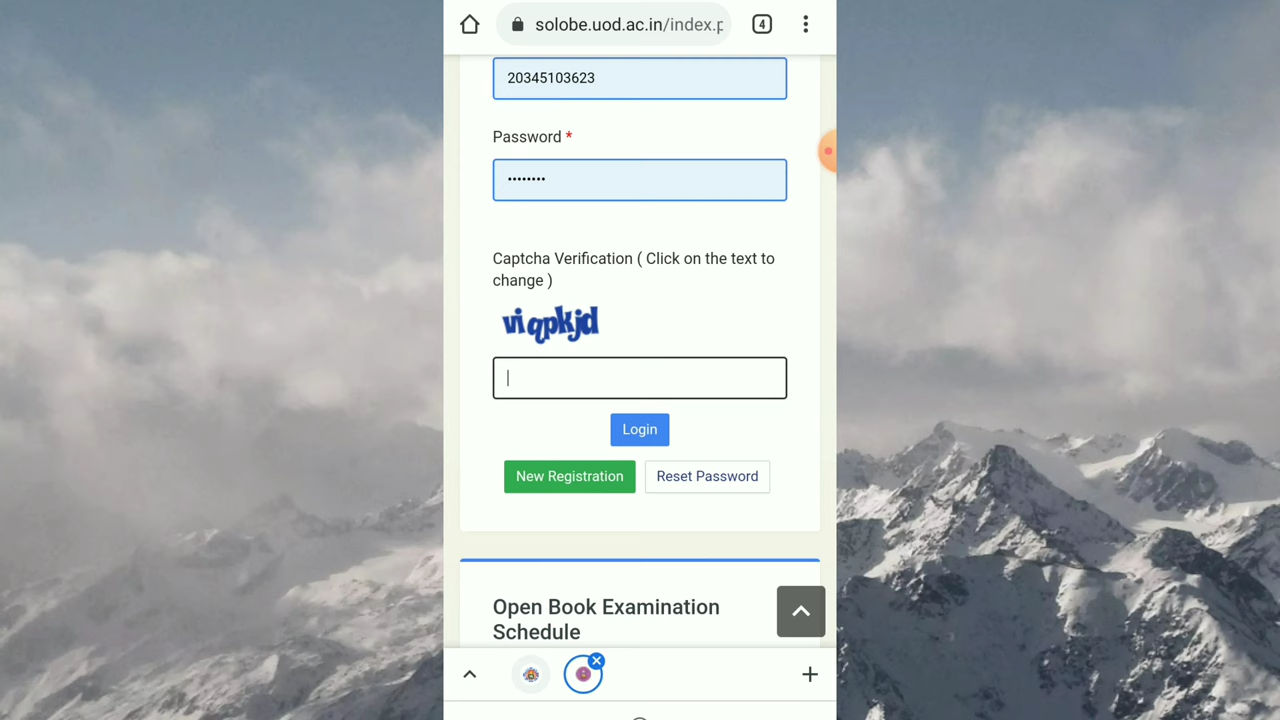 solobe.uod.ac.in/index.p
4
20345103623
Password *
••••••••
Captcha Verification ( Click on the text to
change )
viqpkjd
Login
New Registration
Reset Password
Open Book Examination
Schedule